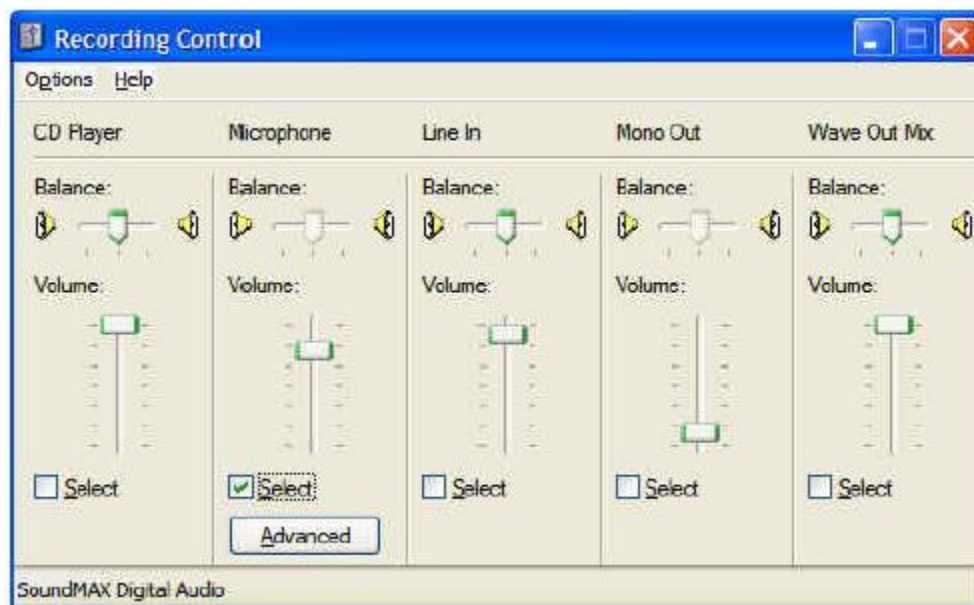 Recording Control
Options Help
CD Player Microphone Line In Mono Out Wave Out Mix
Balance: Balance: Balance: Balance: Balance:
Volume: Volume: Volume: Volume: Volume:
Select Select Select Select Select
Advanced
SoundMAX Digital Audio